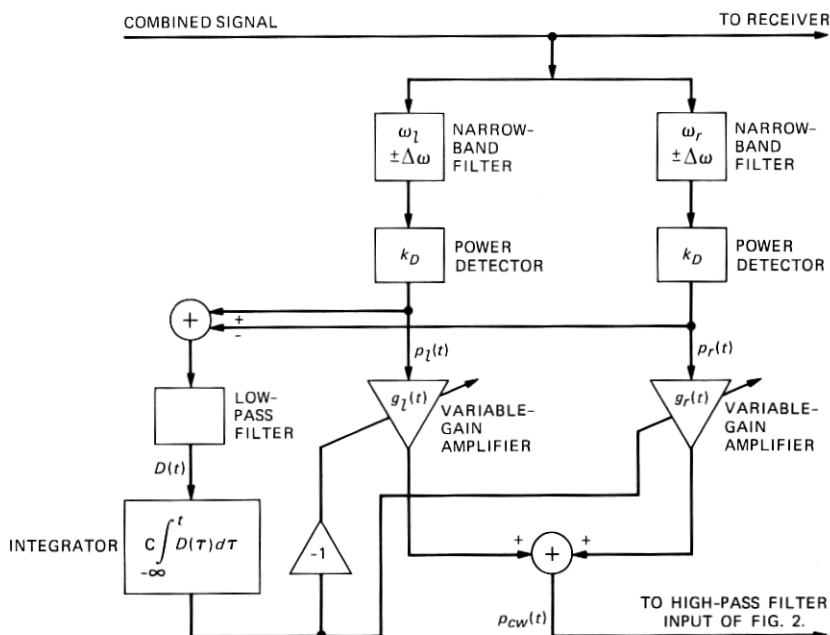 COMBINED SIGNAL
TO RECEIVER
ω_l
± Δω
NARROW-
BAND
FILTER
ω_r
± Δω
NARROW-
BAND
FILTER
k_D
POWER
DETECTOR
k_D
POWER
DETECTOR
+
+
-
p_l(t)
p_r(t)
LOW-
PASS
FILTER
g_l(t)
VARIABLE-
GAIN
AMPLIFIER
g_r(t)
VARIABLE-
GAIN
AMPLIFIER
D(t)
INTEGRATOR
C ∫_{-∞}^{t} D(τ)dτ
-1
+
+
+
p_cw(t)
TO HIGH-PASS FILTER
INPUT OF FIG. 2.